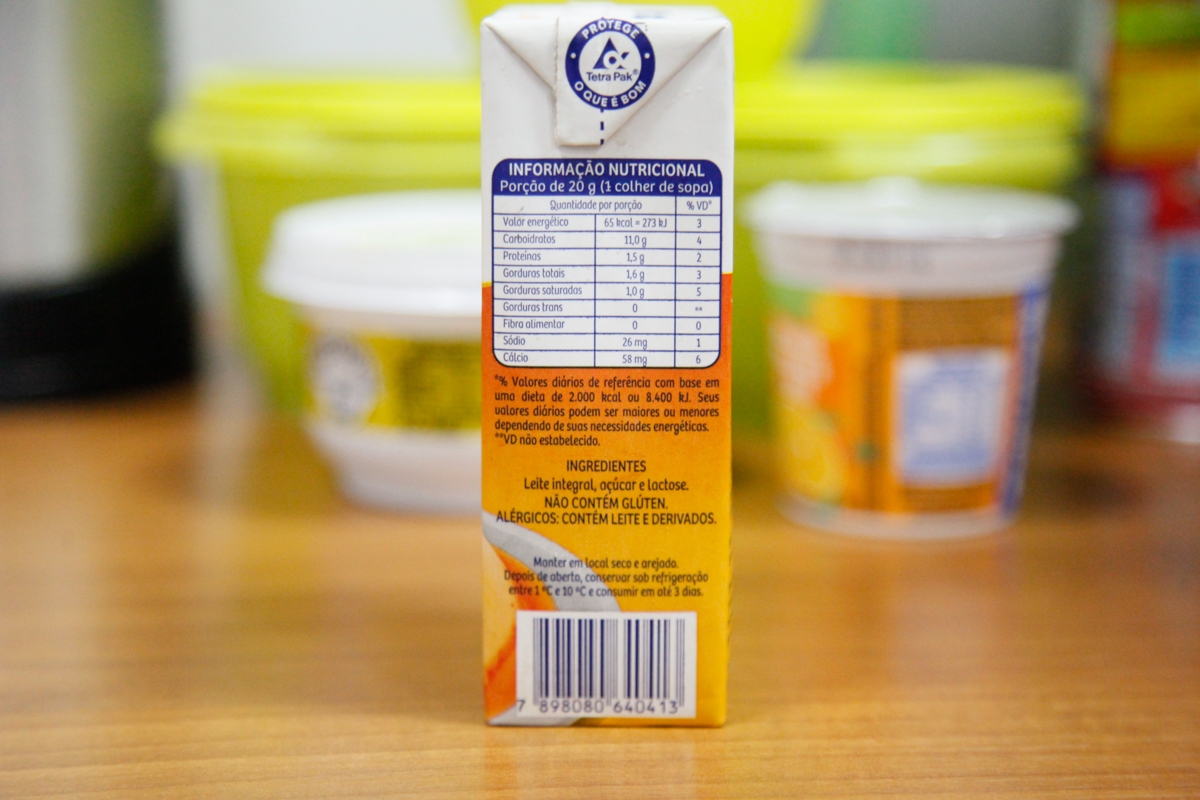 PROTEGE
Tetra Pak®
O QUE É BOM
INFORMAÇÃO NUTRICIONAL
Porção de 20 g (1 colher de sopa)
Quantidade por porção % VD*
Valor energético 65 kcal = 273 kJ 3
Carboidratos 11,0 g 4
Proteínas 1,5 g 2
Gorduras totais 1,6 g 3
Gorduras saturadas 1,0 g 5
Gorduras trans 0 **
Fibra alimentar 0 0
Sódio 26 mg 1
Cálcio 58 mg 6
*% Valores diários de referência com base em
uma dieta de 2.000 kcal ou 8.400 kJ. Seus
valores diários podem ser maiores ou menores
dependendo de suas necessidades energéticas.
**VD não estabelecido.
INGREDIENTES
Leite integral, açúcar e lactose.
NÃO CONTÉM GLÚTEN.
ALÉRGICOS: CONTÉM LEITE E DERIVADOS.
Manter em local seco e arejado.
Depois de aberto, conservar sob refrigeração
entre 1 ºC e 10 ºC e consumir em até 3 dias.
7 898080 640413